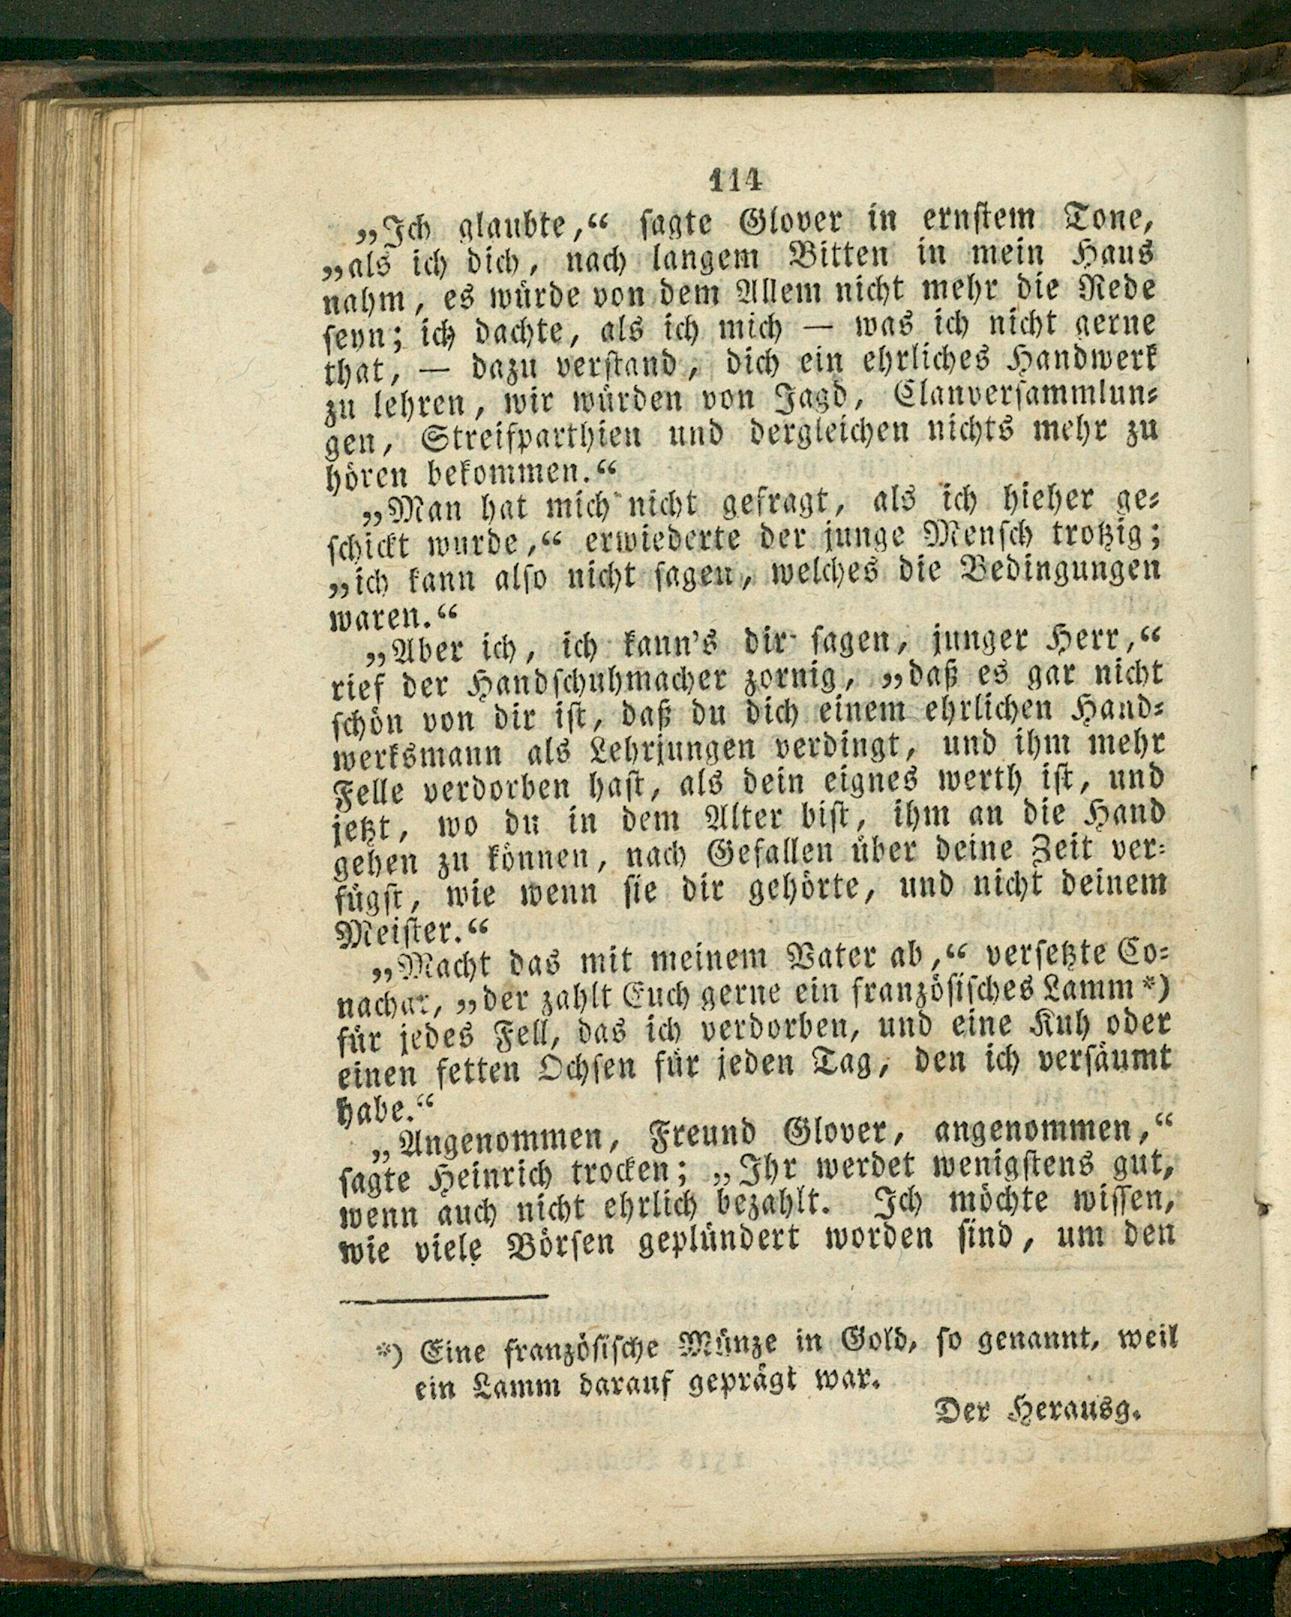 114
„Ich glaubte,“ sagte Glover in ernstem Tone,
„als ich dich, nach langem Bitten in mein Haus
nahm, es würde von dem Allem nicht mehr die Rede
seyn; ich dachte, als ich mich — was ich nicht gerne
that, — dazu verstand, dich ein ehrliches Handwerk
zu lehren, wir würden von Jagd, Clanversammlun-
gen, Streifparthien und dergleichen nichts mehr zu
hören bekommen.“
„Man hat mich nicht gefragt, als ich hieher ge-
schickt wurde,“ erwiederte der junge Mensch trotzig;
„ich kann also nicht sagen, welches die Bedingungen
waren.“
„Aber ich, ich kann's dir sagen, junger Herr,“
rief der Handschuhmacher zornig, „daß es gar nicht
schön von dir ist, daß du dich einem ehrlichen Hand-
werksmann als Lehrjungen verdingt, und ihm mehr
Felle verdorben hast, als dein eignes werth ist, und
jetzt, wo du in dem Alter bist, ihm an die Hand
gehen zu können, nach Gefallen über deine Zeit ver-
fügst, wie wenn sie dir gehörte, und nicht deinem
Meister.“
„Macht das mit meinem Vater ab,“ versetzte Co-
nachar, „der zahlt Euch gerne ein französisches Lamm *)
für jedes Fell, das ich verdorben, und eine Kuh oder
einen fetten Ochsen für jeden Tag, den ich versäumt
habe.“
„Angenommen, Freund Glover, angenommen,“
sagte Heinrich trocken; „Ihr werdet wenigstens gut,
wenn auch nicht ehrlich bezahlt. Ich möchte wissen,
wie viele Börsen geplündert worden sind, um den
*) Eine französische Münze in Gold, so genannt, weil
ein Lamm darauf geprägt war.
Der Herausg.